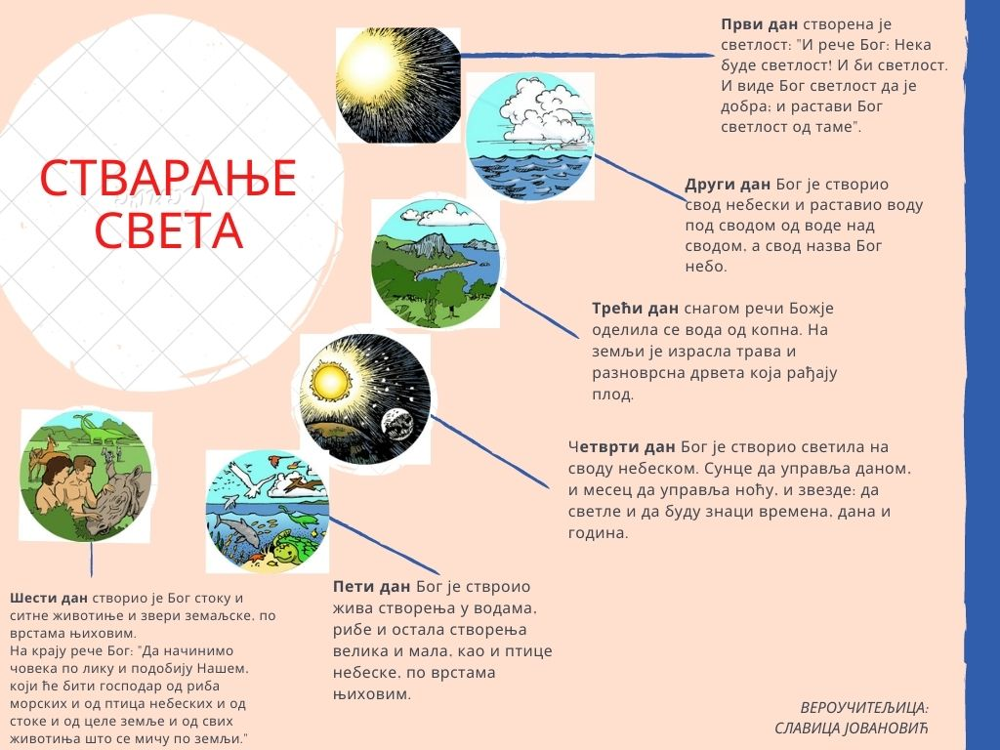 СТВАРАЊЕ
СВЕТА
Први дан створена је
светлост: "И рече Бог: Нека
буде светлост! И би светлост.
И виде Бог светлост да је
добра; и растави Бог
светлост од таме".
Други дан Бог је створио
свод небески и раставио воду
под сводом од воде над
сводом, а свод назва Бог
небо.
Трећи дан снагом речи Божје
оделила се вода од копна. На
земљи је израсла трава и
разноврсна дрвета која рађају
плод.
Четврти дан Бог је створио светила на
своду небеском. Сунце да управља даном,
и месец да управља ноћу, и звезде; да
светле и да буду знаци времена, дана и
година.
Пети дан Бог је ствроио
жива створења у водама,
рибе и остала створења
велика и мала, као и птице
небеске, по врстама
њиховим.
Шести дан створио је Бог стоку и
ситне животиње и звери земаљске, по
врстама њиховим.
На крају рече Бог: "Да начинимо
човека по лику и подобију Нашем,
који ће бити господар од риба
морских и од птица небеских и од
стоке и од целе земље и од свих
животиња што се мичу по земљи."
ВЕРОУЧИТЕЉИЦА:
СЛАВИЦА ЈОВАНОВИЋ